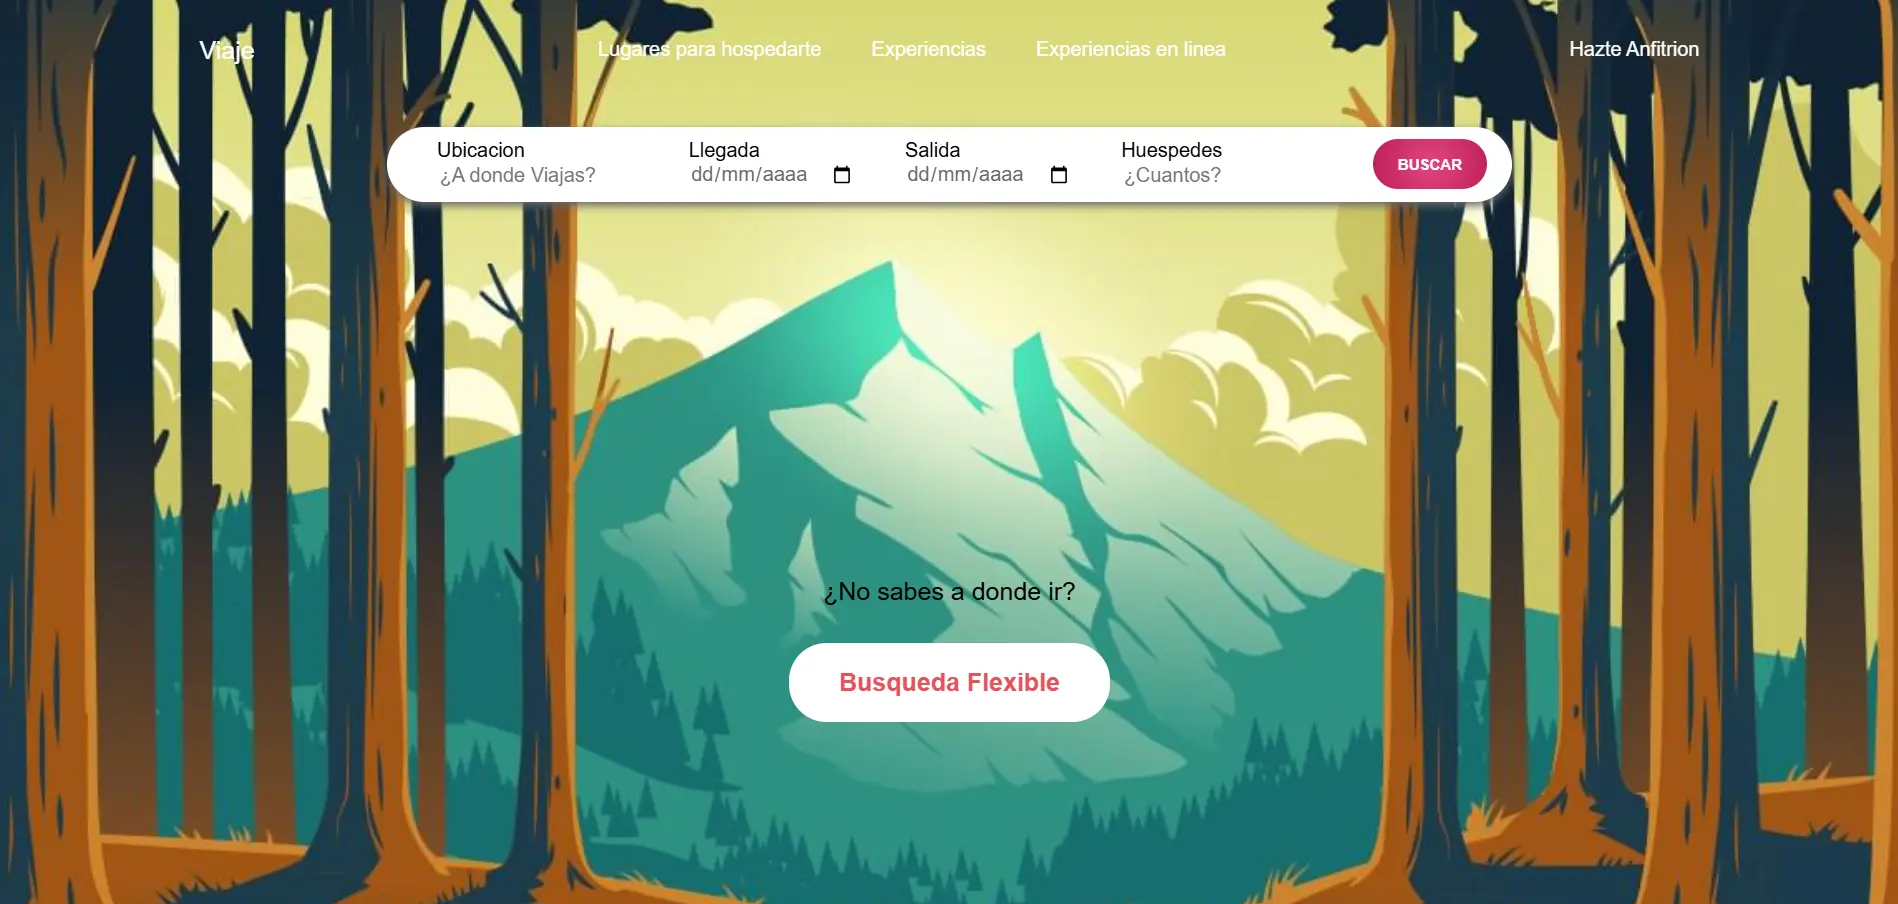 Viaje
Lugares para hospedarte
Experiencias
Experiencias en linea
Hazte Anfitrion
Ubicacion
¿A donde Viajas?
Llegada
dd/mm/aaaa
Salida
dd/mm/aaaa
Huespedes
¿Cuantos?
BUSCAR
¿No sabes a donde ir?
Busqueda Flexible